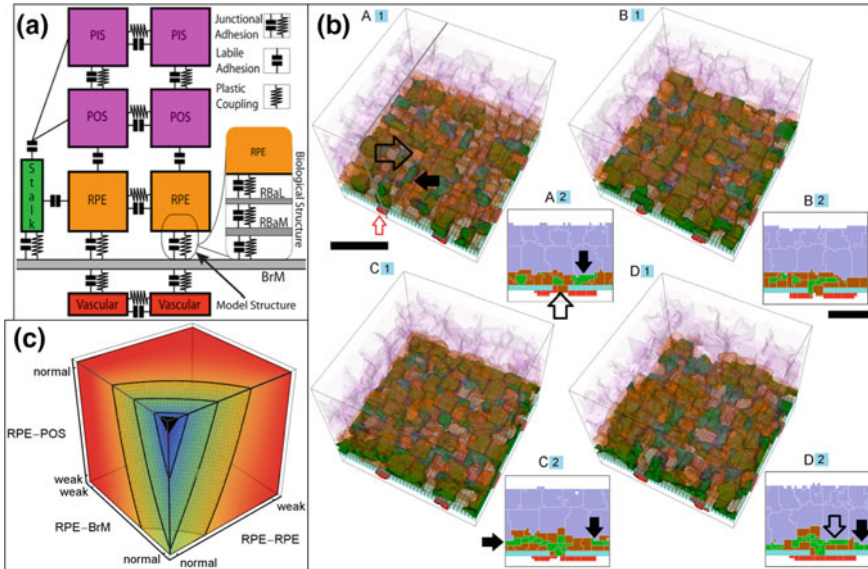 (a)
PIS
PIS
Junctional
Adhesion
Labile
Adhesion
Plastic
Coupling
POS
POS
Stalk
RPE
RPE
RPE
RBaL
RBaM
Biological Structure
BrM
Model Structure
Vascular
Vascular
(b)
A 1
B 1
A 2
B 2
C 1
D 1
C 2
D 2
(c)
normal
RPE–POS
weak
weak
RPE–BrM
normal
normal
RPE–RPE
weak